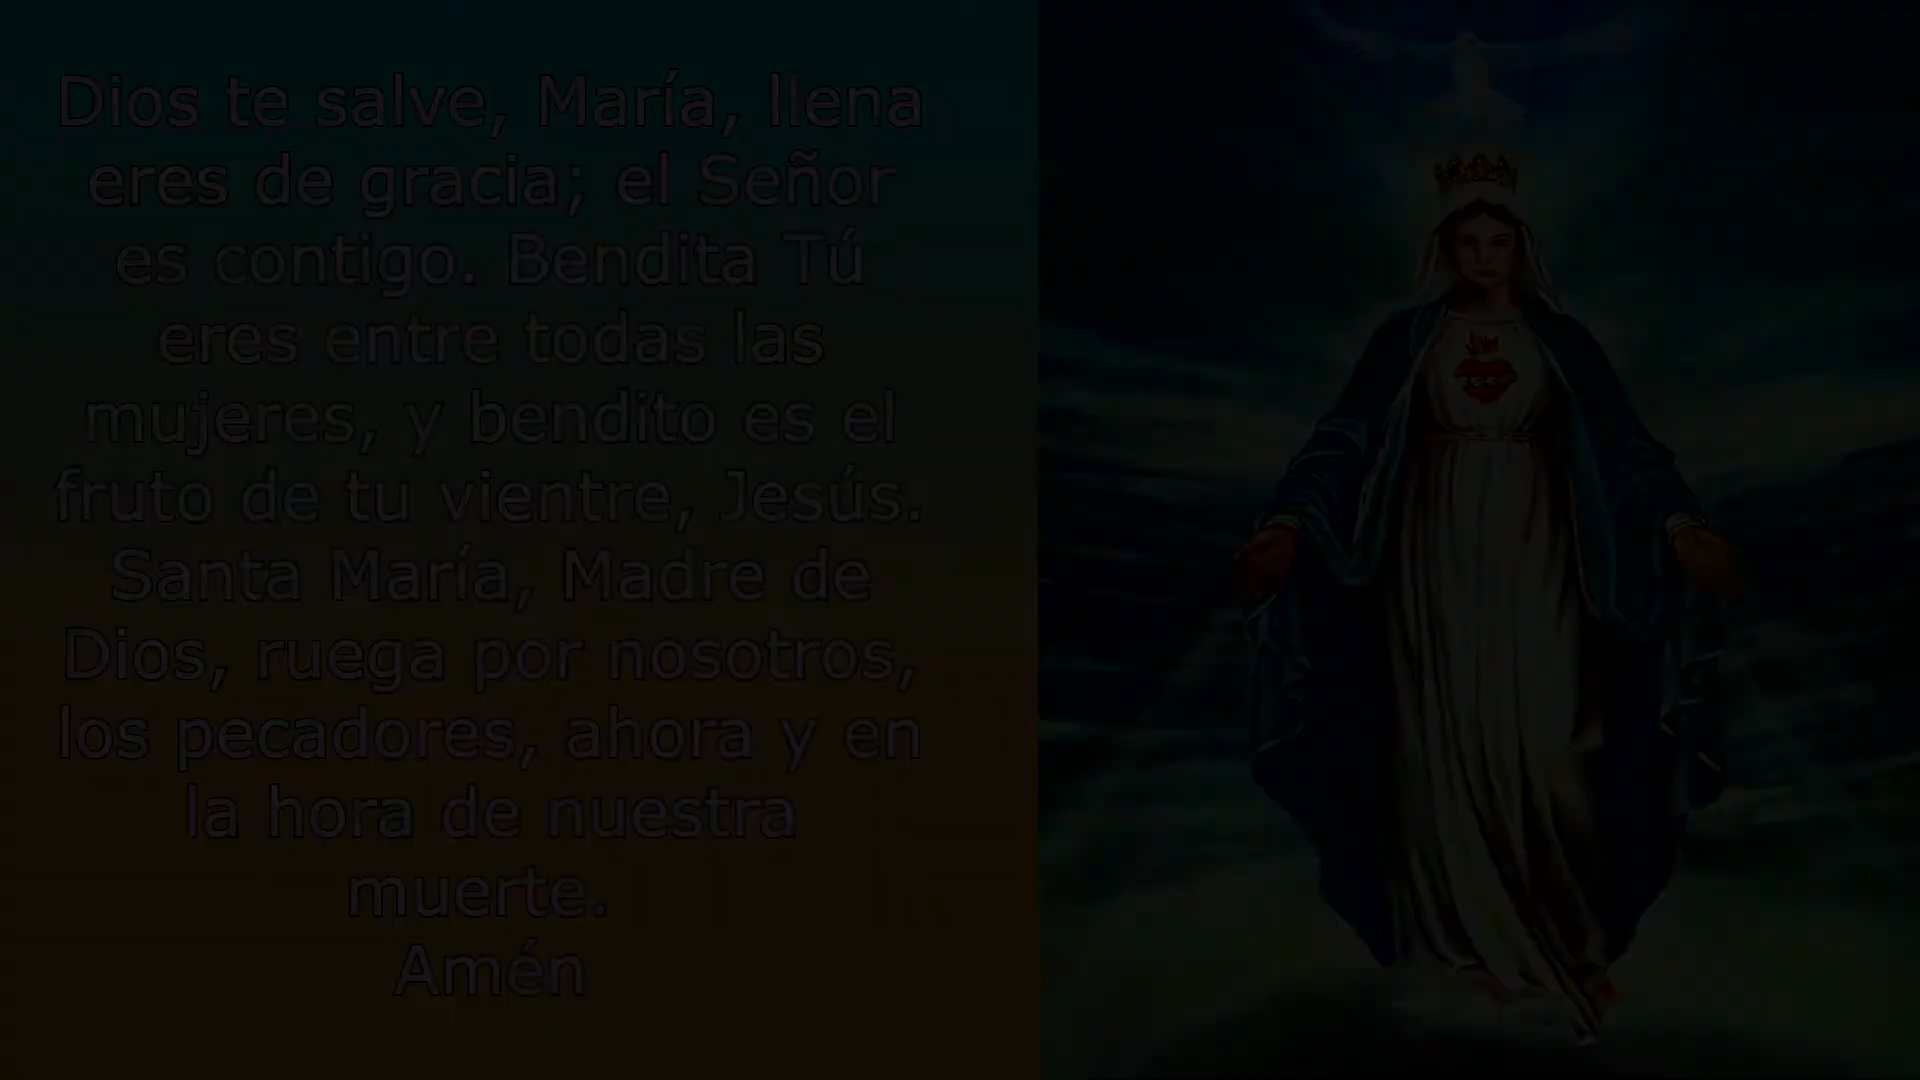 Dios te salve, María, llena
eres de gracia; el Señor
es contigo. Bendita Tú
eres entre todas las
mujeres, y bendito es el
fruto de tu vientre, Jesús.
Santa María, Madre de
Dios, ruega por nosotros,
los pecadores, ahora y en
la hora de nuestra
muerte.
Amén